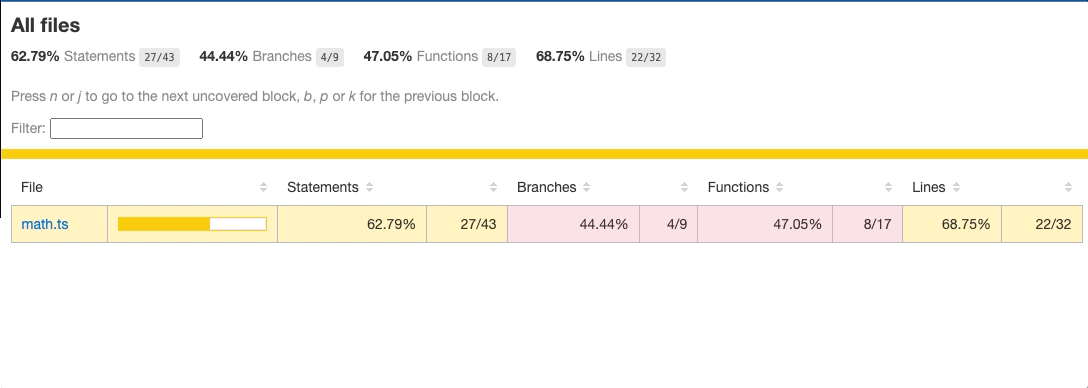 All files
62.79% Statements 27/43 44.44% Branches 4/9 47.05% Functions 8/17 68.75% Lines 22/32
Press n or j to go to the next uncovered block, b, p or k for the previous block.
Filter:
File Statements Branches Functions Lines
math.ts 62.79% 27/43 44.44% 4/9 47.05% 8/17 68.75% 22/32